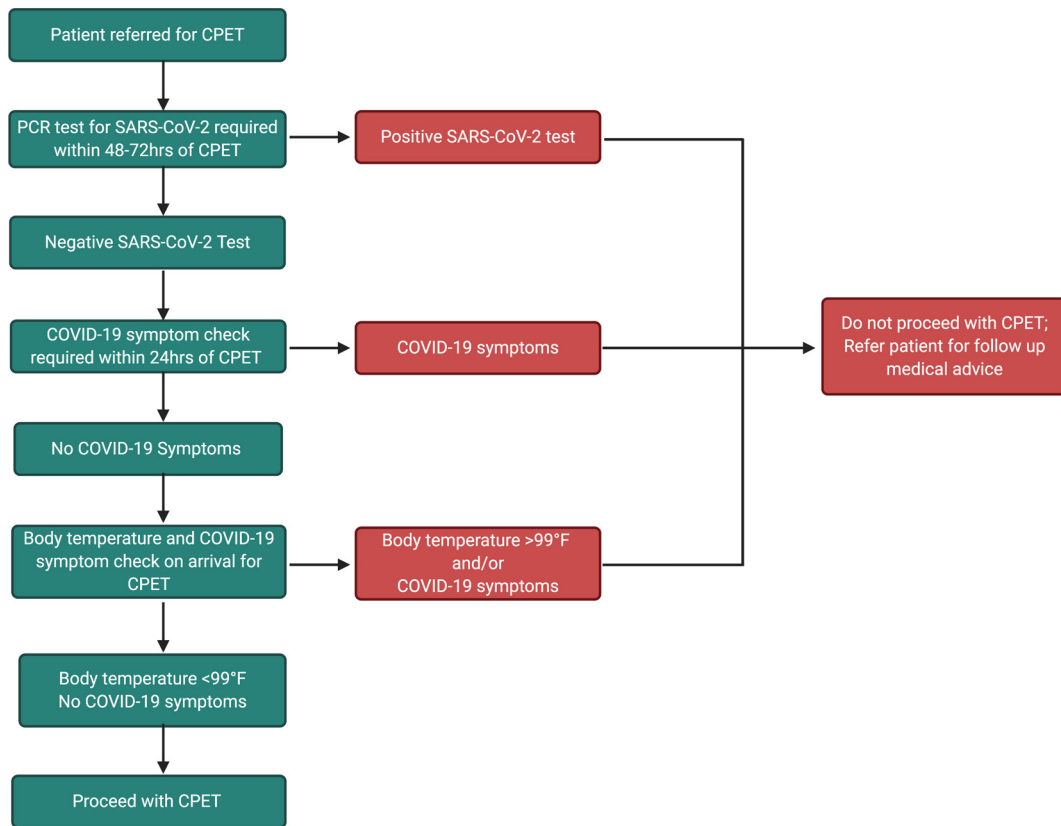 Patient referred for CPET
PCR test for SARS-CoV-2 required
within 48-72hrs of CPET
Positive SARS-CoV-2 test
Negative SARS-CoV-2 Test
COVID-19 symptom check
required within 24hrs of CPET
COVID-19 symptoms
Do not proceed with CPET;
Refer patient for follow up
medical advice
No COVID-19 Symptoms
Body temperature and COVID-19
symptom check on arrival for
CPET
Body temperature >99°F
and/or
COVID-19 symptoms
Body temperature <99°F
No COVID-19 symptoms
Proceed with CPET